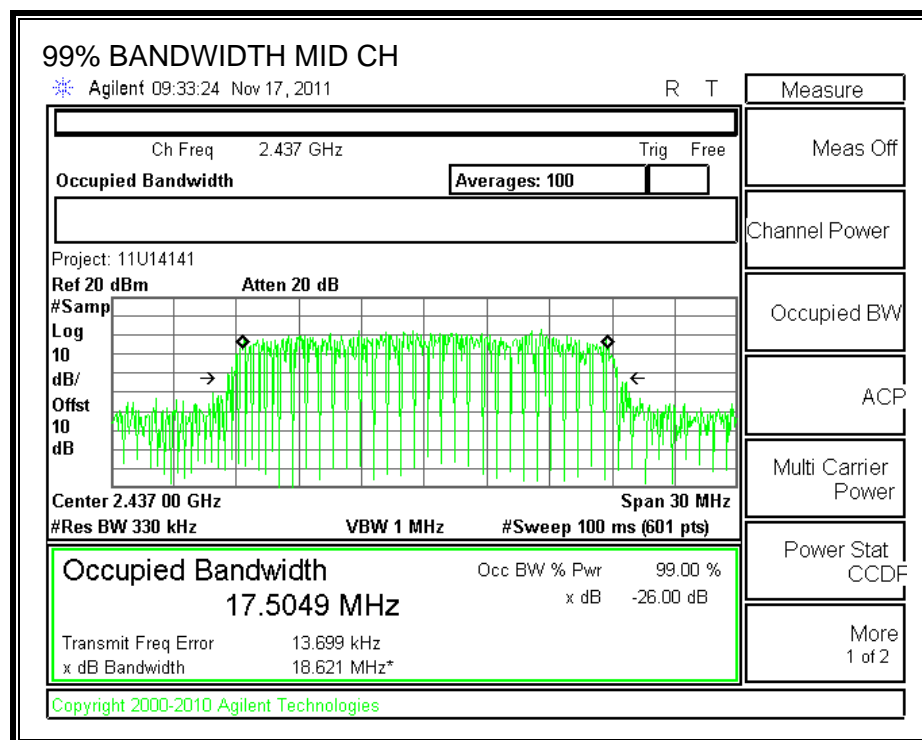 99% BANDWIDTH MID CH
Agilent 09:33:24 Nov 17, 2011 R T
Measure
Ch Freq 2.437 GHz Trig Free
Meas Off
Occupied Bandwidth Averages: 100
Channel Power
Project: 11U14141
Ref 20 dBm Atten 20 dB
#Samp
Log
10
dB/
Offst
10
dB
Occupied BW
ACP
Multi Carrier
Power
Center 2.437 00 GHz Span 30 MHz
#Res BW 330 kHz VBW 1 MHz #Sweep 100 ms (601 pts)
Power Stat
CCDF
Occupied Bandwidth Occ BW % Pwr 99.00 %
17.5049 MHz x dB -26.00 dB
Transmit Freq Error 13.699 kHz
x dB Bandwidth 18.621 MHz*
More
1 of 2
Copyright 2000-2010 Agilent Technologies